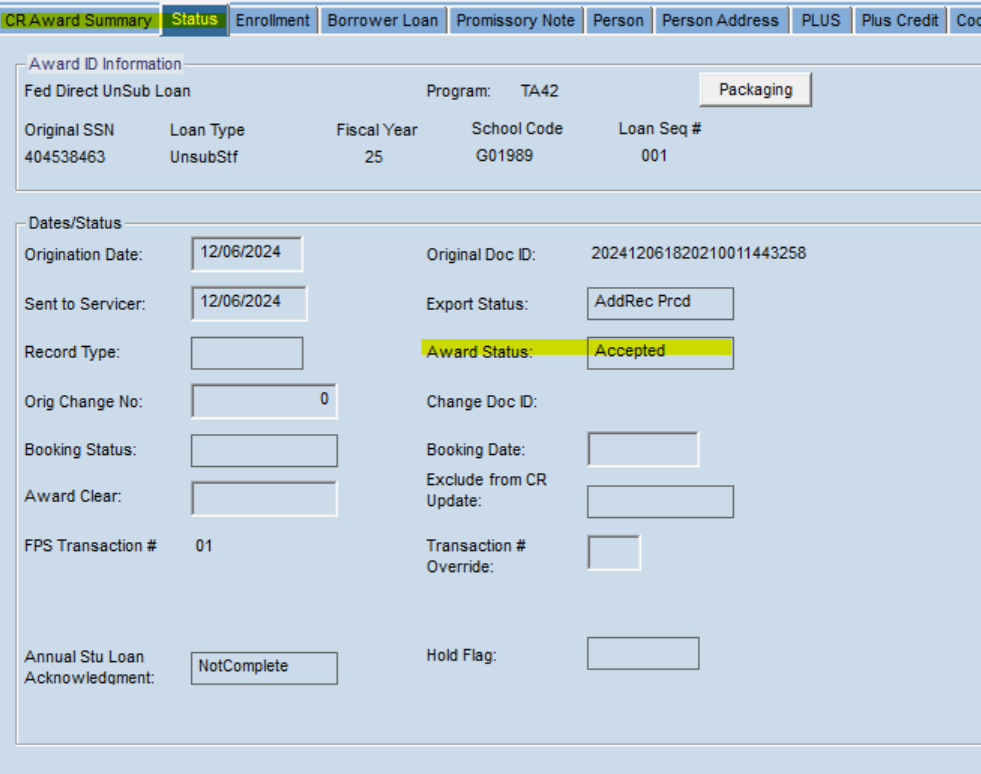 CR Award Summary Status Enrollment Borrower Loan Promissory Note Person Person Address PLUS Plus Credit
Award ID Information
Fed Direct UnSub Loan Program: TA42 Packaging
Original SSN Loan Type Fiscal Year School Code Loan Seq #
404538463 UnsubStf 25 G01989 001
Dates/Status
Origination Date: 12/06/2024 Original Doc ID: 202412061820210011443258
Sent to Servicer: 12/06/2024 Export Status: AddRec Prcd
Record Type: Award Status: Accepted
Orig Change No: 0 Change Doc ID:
Booking Status: Booking Date:
Award Clear: Exclude from CR
Update:
FPS Transaction # 01 Transaction #
Override:
Annual Stu Loan
Acknowledgment: NotComplete Hold Flag: